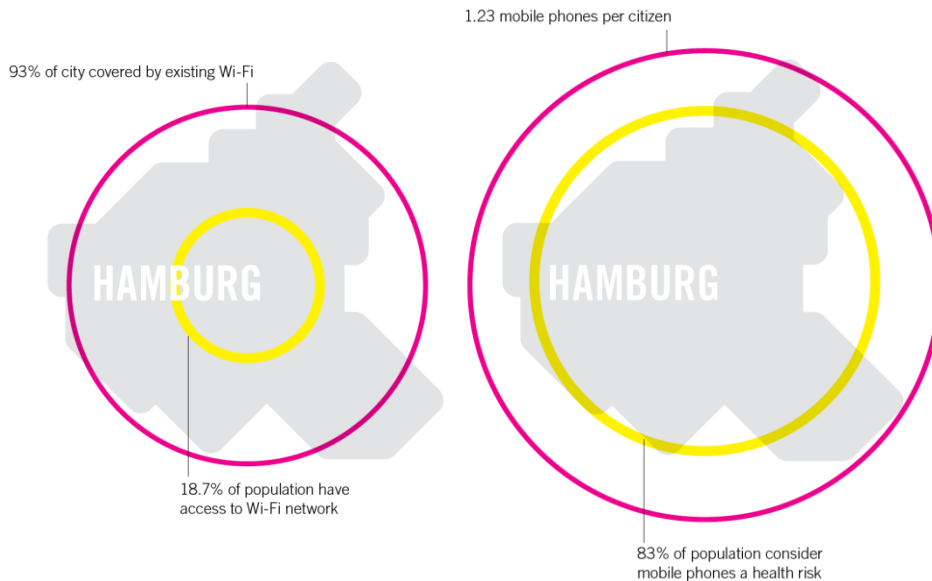 93% of city covered by existing Wi-Fi
HAMBURG
18.7% of population have
access to Wi-Fi network
1.23 mobile phones per citizen
HAMBURG
83% of population consider
mobile phones a health risk